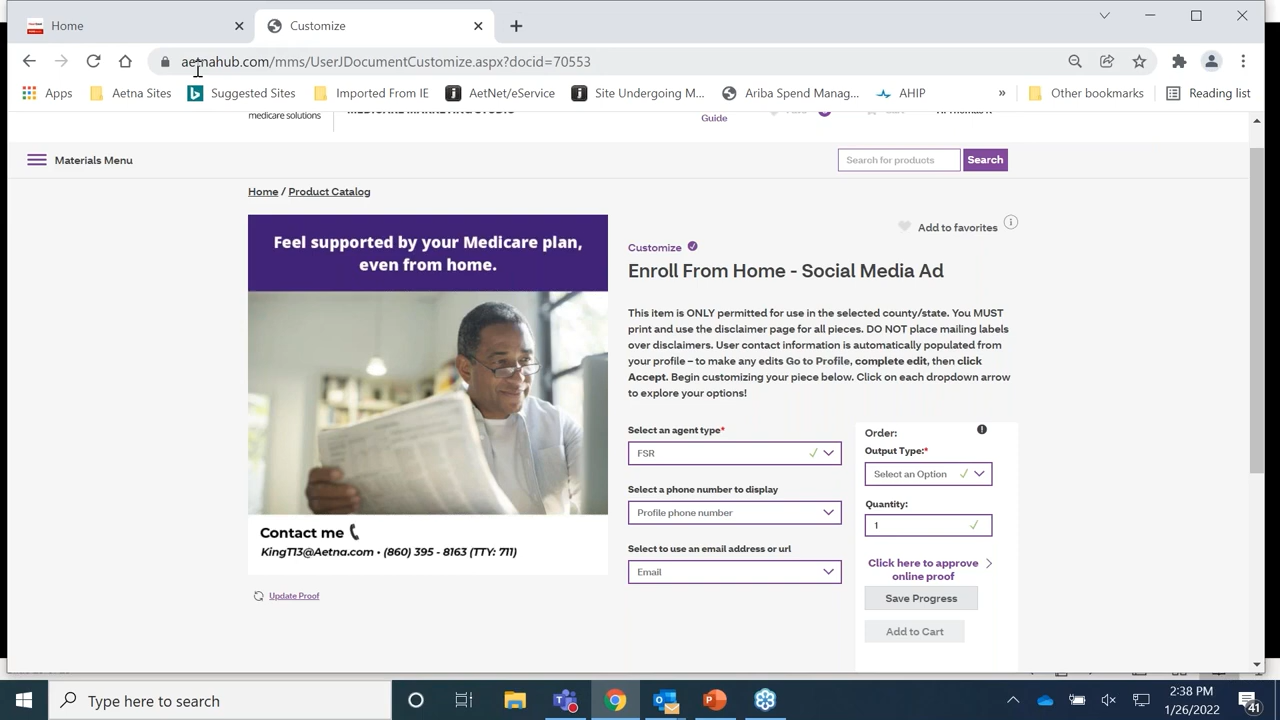 Home
Customize
aetnahub.com/mms/UserJDocumentCustomize.aspx?docid=70553
Apps
Aetna Sites
Suggested Sites
Imported From IE
AetNet/eService
Site Undergoing M...
Ariba Spend Manag...
AHIP
»
Other bookmarks
Reading list
medicare solutions
Guide
Materials Menu
Search for products
Search
Home / Product Catalog
Feel supported by your Medicare plan,
even from home.
Contact me
KingT13@Aetna.com • (860) 395 - 8163 (TTY: 711)
Update Proof
Add to favorites
Customize
Enroll From Home - Social Media Ad
This item is ONLY permitted for use in the selected county/state. You MUST
print and use the disclaimer page for all pieces. DO NOT place mailing labels
over disclaimers. User contact information is automatically populated from
your profile – to make any edits Go to Profile, complete edit, then click
Accept. Begin customizing your piece below. Click on each dropdown arrow
to explore your options!
Select an agent type*
FSR
Select a phone number to display
Profile phone number
Select to use an email address or url
Email
Order:
Output Type:*
Select an Option
Quantity:
1
Click here to approve
online proof
Save Progress
Add to Cart
Type here to search
2:38 PM
1/26/2022
41